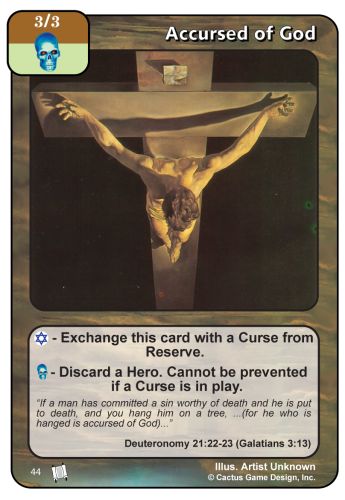 3/3
Accursed of God
- Exchange this card with a Curse from
Reserve.
- Discard a Hero. Cannot be prevented
if a Curse is in play.
"If a man has committed a sin worthy of death and he is put
to death, and you hang him on a tree, ...(for he who is
hanged is accursed of God)..."
Deuteronomy 21:22-23 (Galatians 3:13)
Illus. Artist Unknown
44
© Cactus Game Design, Inc.